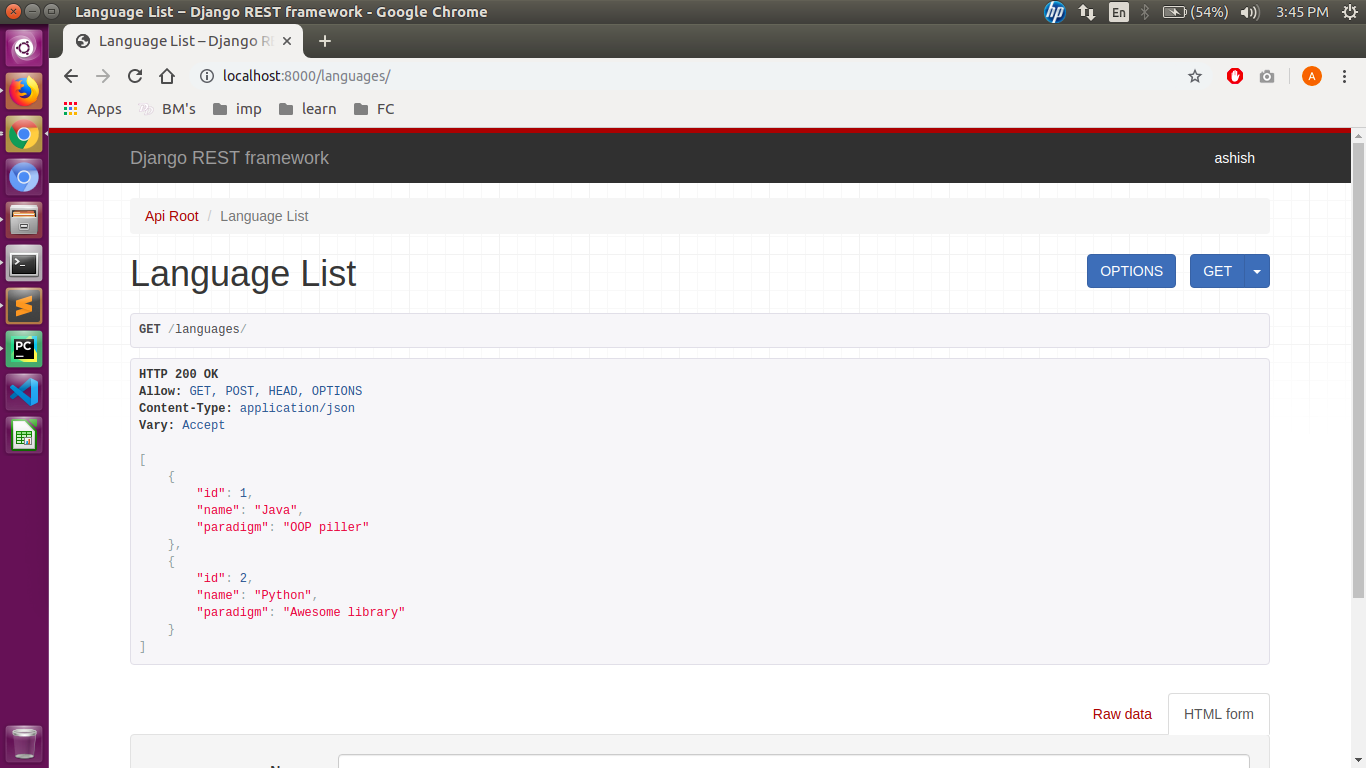 Language List – Django REST framework - Google Chrome
En
(54%)
3:45 PM
Language List – Django R
localhost:8000/languages/
A
Apps
BM's
imp
learn
FC
Django REST framework
ashish
Api Root / Language List
Language List
OPTIONS
GET
GET /languages/
HTTP 200 OK
Allow: GET, POST, HEAD, OPTIONS
Content-Type: application/json
Vary: Accept
[
    {
        "id": 1,
        "name": "Java",
        "paradigm": "OOP piller"
    },
    {
        "id": 2,
        "name": "Python",
        "paradigm": "Awesome library"
    }
]
Raw data
HTML form